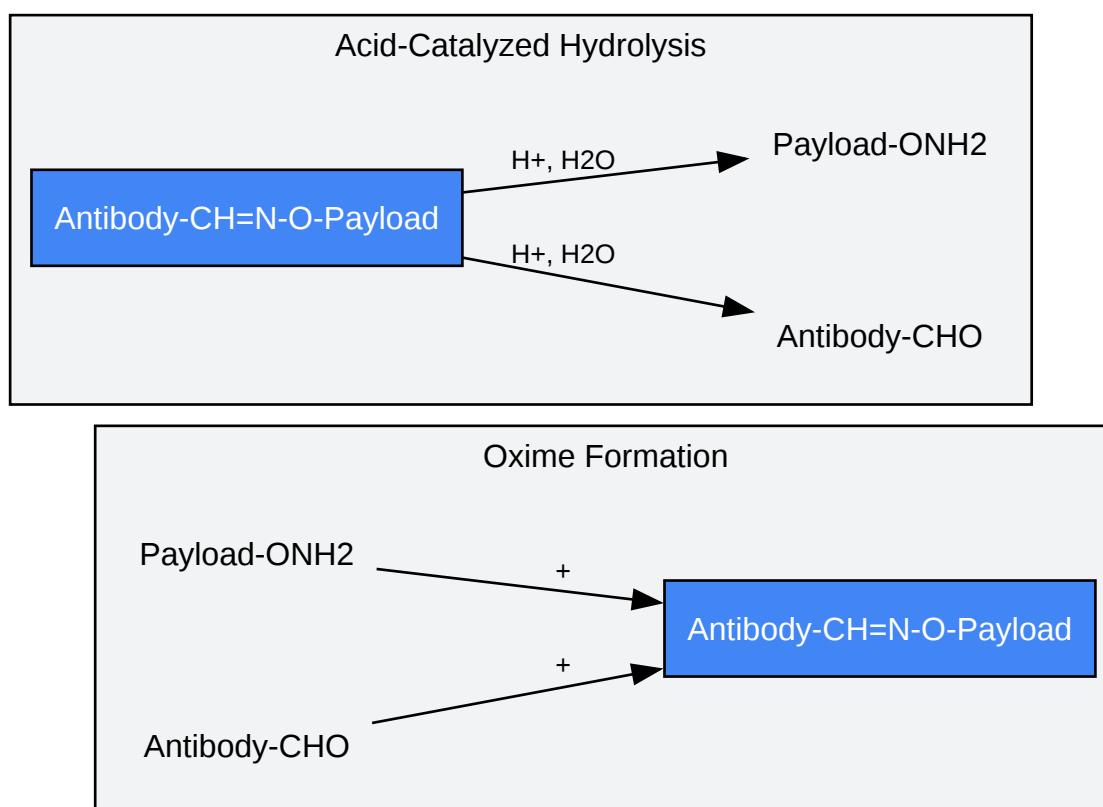 Acid-Catalyzed Hydrolysis
Payload-ONH2
H+, H2O
Antibody-CH=N-O-Payload
H+, H2O
Antibody-CHO
Oxime Formation
Payload-ONH2
+
Antibody-CH=N-O-Payload
+
Antibody-CHO